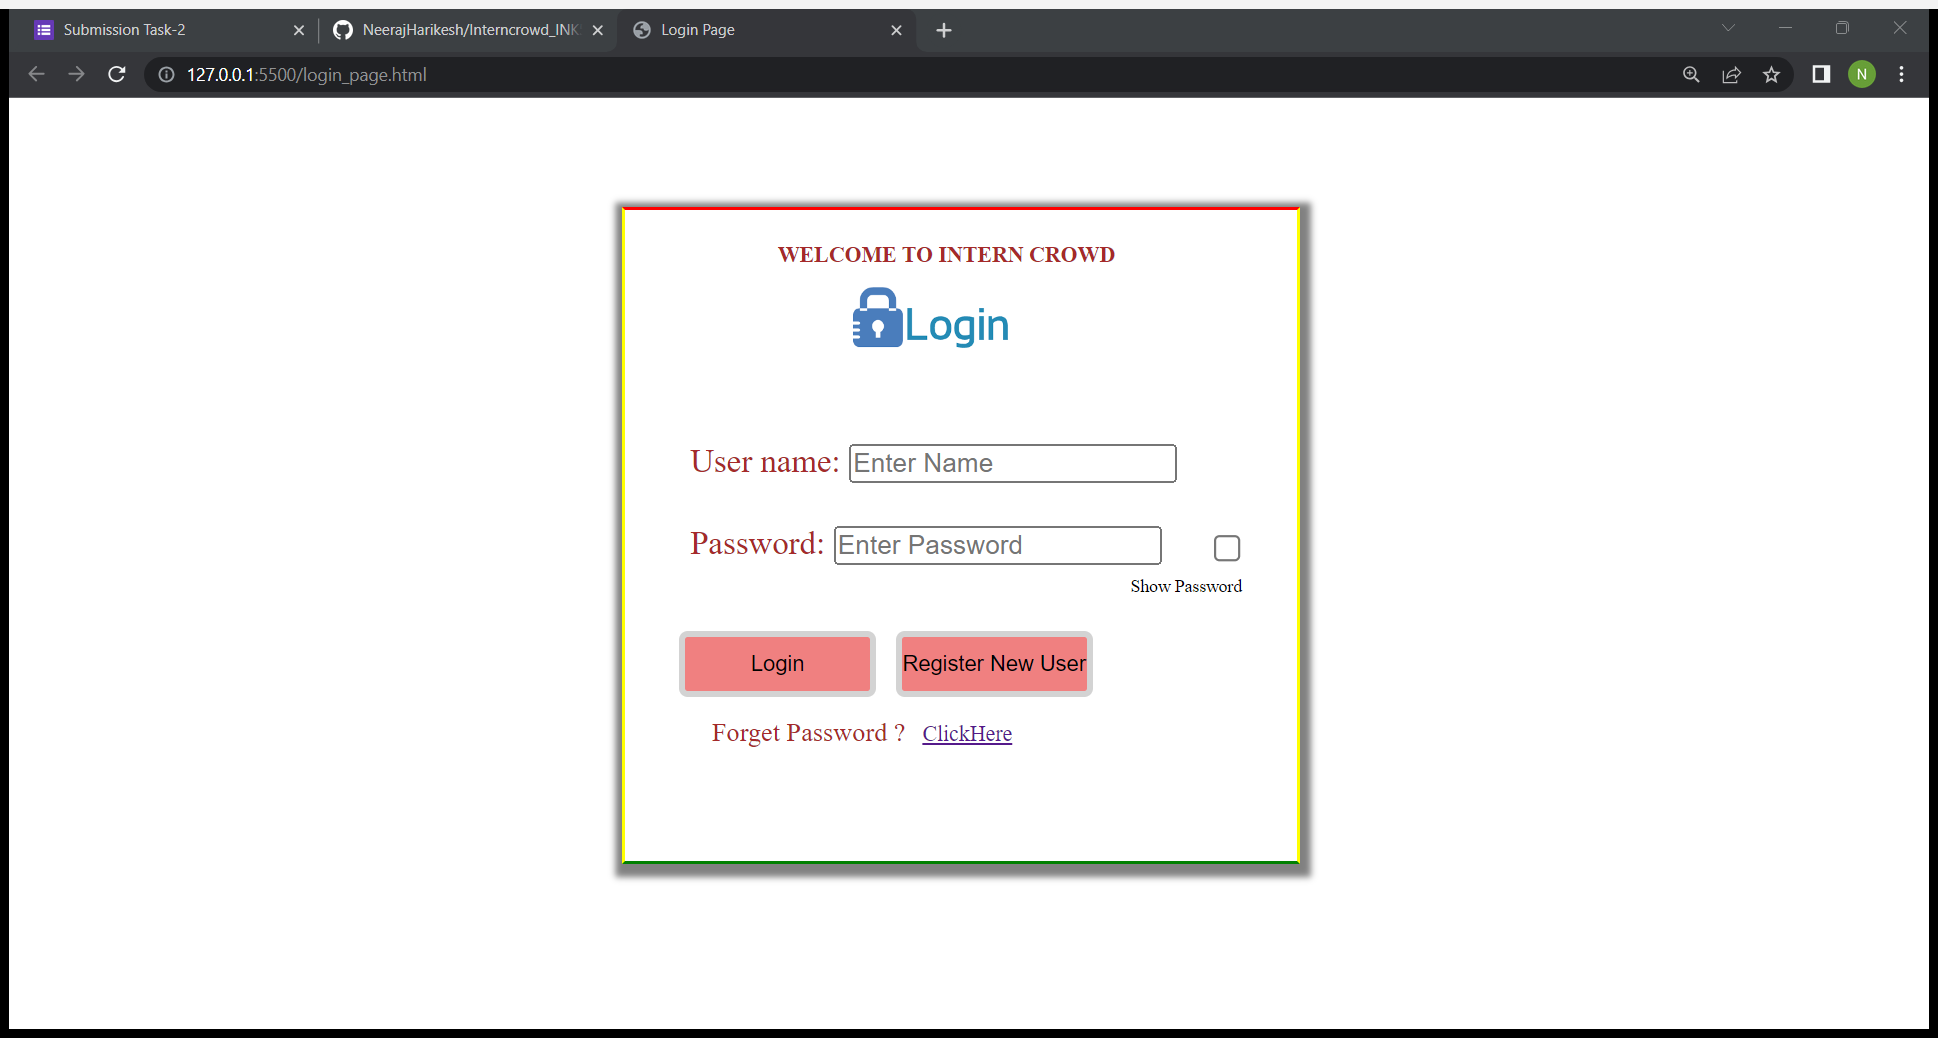 Submission Task-2
NeerajHarikesh/Interncrowd_INK
Login Page
127.0.0.1:5500/login_page.html
N
WELCOME TO INTERN CROWD
Login
User name: Enter Name
Password: Enter Password
Show Password
Login
Register New User
Forget Password ? ClickHere